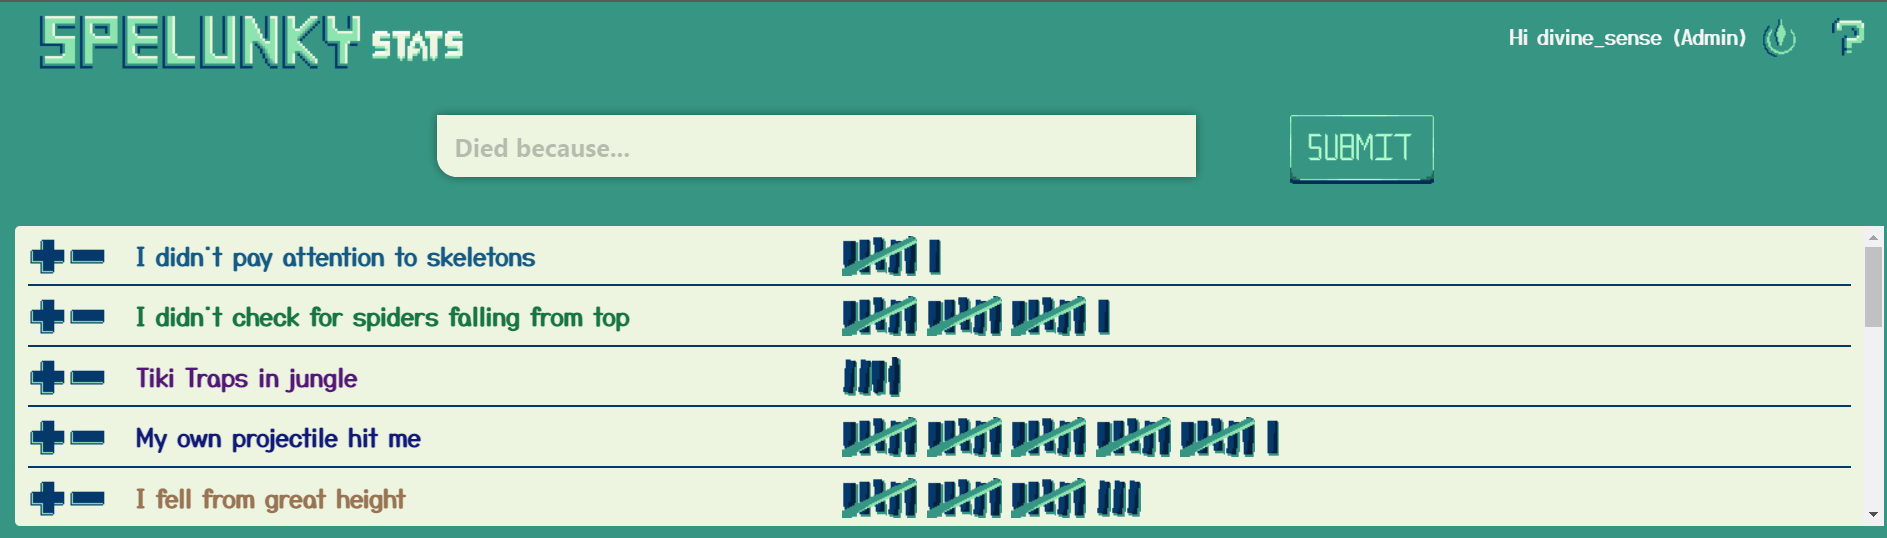 SPELUNKY STATS
Hi divine_sense (Admin)
?
Died because...
SUBMIT
I didn't pay attention to skeletons
I didn't check for spiders falling from top
Tiki Traps in jungle
My own projectile hit me
I fell from great height